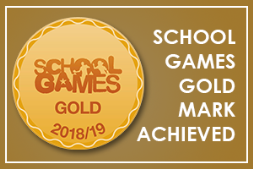 SCHOOL
GAMES
GOLD
2018/19
SCHOOL
GAMES
GOLD
MARK
ACHIEVED